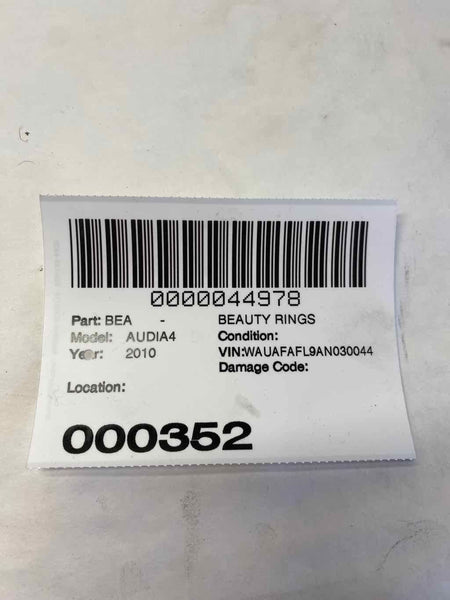 0000044978
Part: BEA - BEAUTY RINGS
Model: AUDIA4 Condition:
Year: 2010 VIN:WAUAFAFL9AN030044
Damage Code:
Location:
000352